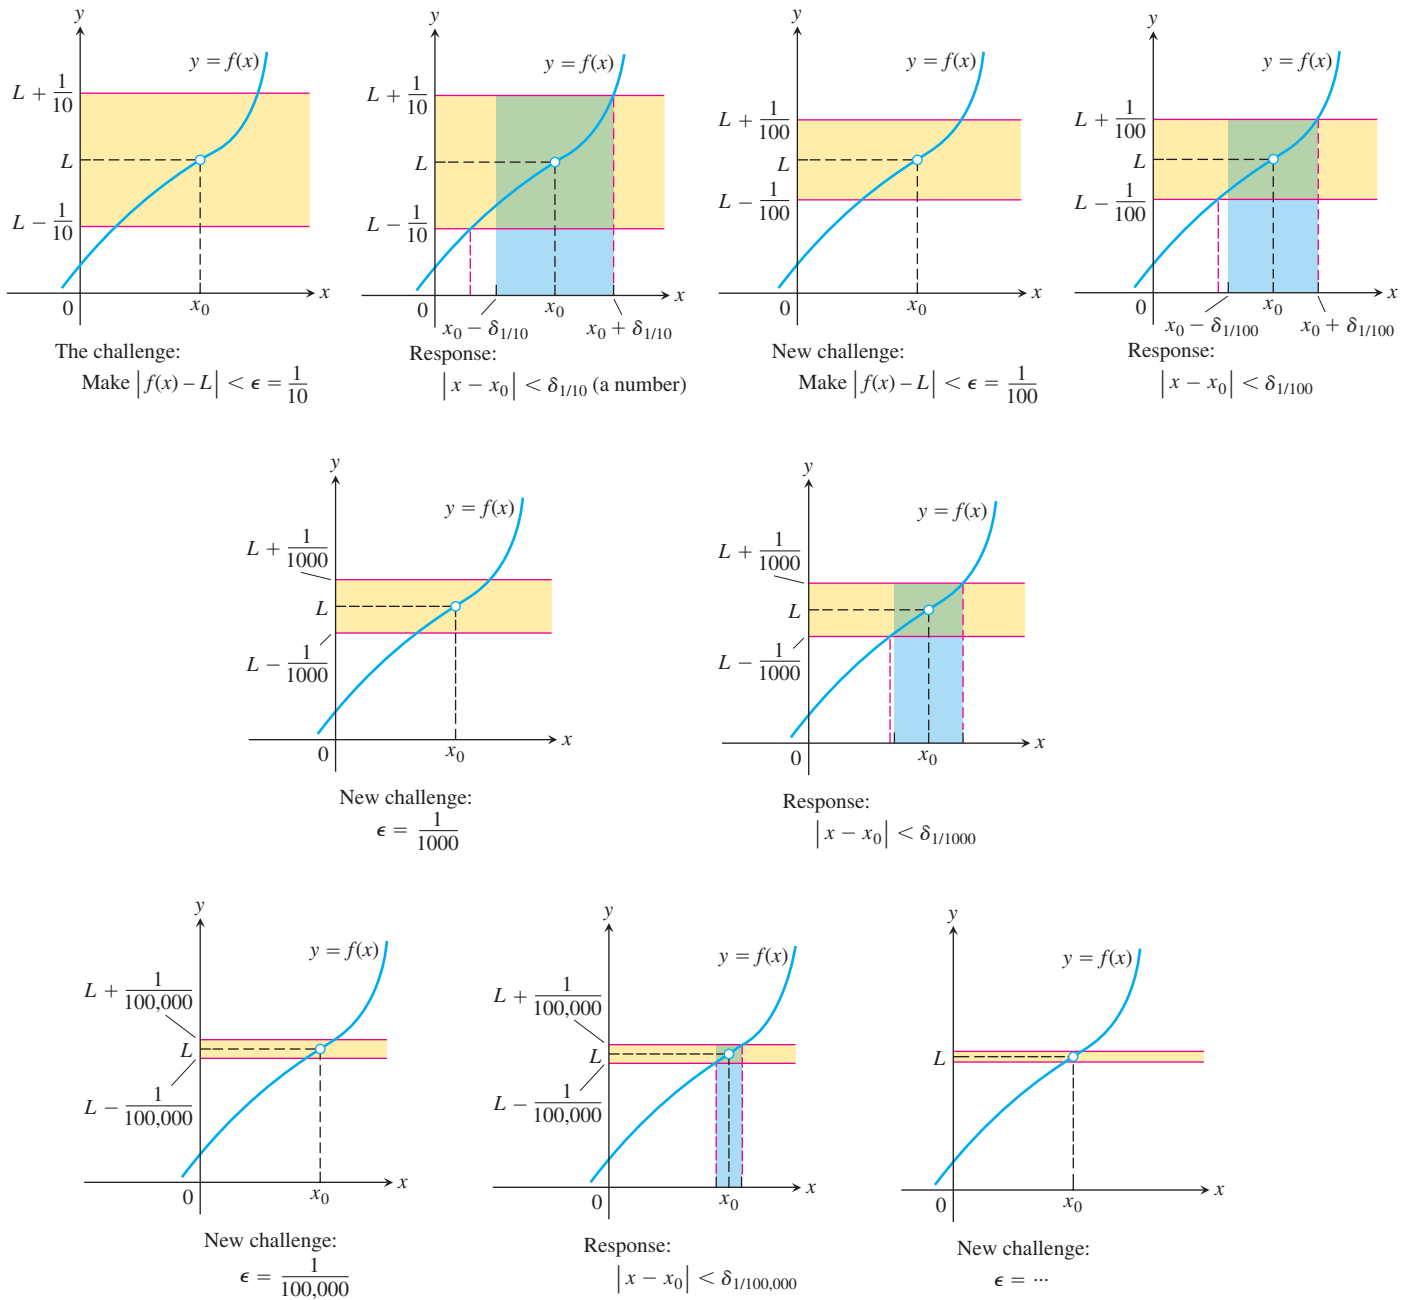 y
y = f(x)
L + 1/10
L
L − 1/10
0
x₀
x
The challenge:
Make |f(x) – L| < ϵ = 1/10
y
y = f(x)
L + 1/10
L
L − 1/10
0
x₀
x
x₀ − δ₁/₁₀
x₀ + δ₁/₁₀
Response:
|x − x₀| < δ₁/₁₀ (a number)
y
y = f(x)
L + 1/100
L
L − 1/100
0
x₀
x
New challenge:
Make |f(x) – L| < ϵ = 1/100
y
y = f(x)
L + 1/100
L
L − 1/100
0
x₀
x
x₀ − δ₁/₁₀₀
x₀ + δ₁/₁₀₀
Response:
|x − x₀| < δ₁/₁₀₀
y
y = f(x)
L + 1/1000
L
L − 1/1000
0
x₀
x
New challenge:
ϵ = 1/1000
y
y = f(x)
L + 1/1000
L
L − 1/1000
0
x₀
x
Response:
|x − x₀| < δ₁/₁₀₀₀
y
y = f(x)
L + 1/100,000
L
L − 1/100,000
0
x₀
x
New challenge:
ϵ = 1/100,000
y
y = f(x)
L + 1/100,000
L
L − 1/100,000
0
x₀
x
Response:
|x − x₀| < δ₁/₁₀₀,₀₀₀
y
y = f(x)
L
0
x₀
x
New challenge:
ϵ = ···